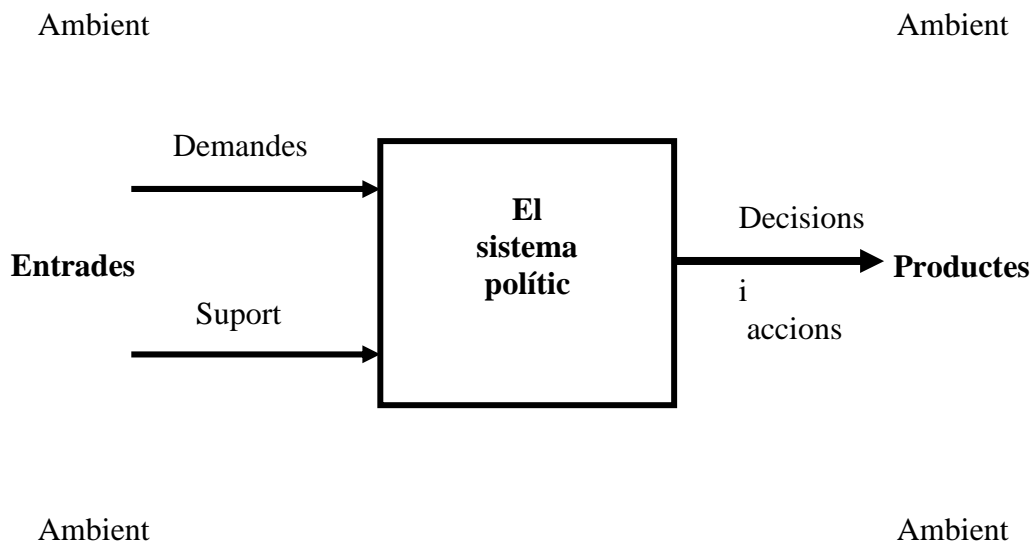 Ambient
Ambient
Demandes
El
sistema
polític
Decisions
Entrades
Productes
i
Suport
accions
Ambient
Ambient